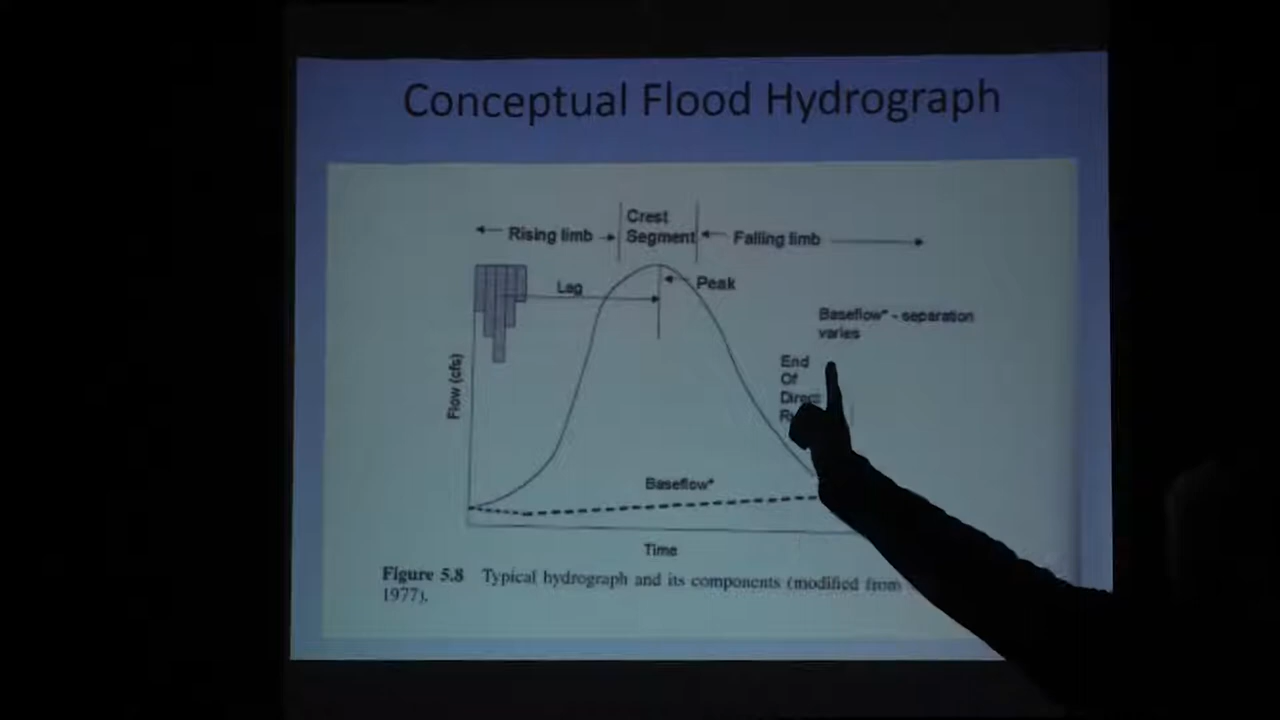 Conceptual Flood Hydrograph
Crest
Segment
Rising limb
Falling limb
Lag
Peak
Baseflow* - separation
varies
End
Of
Direct
Flow (cfs)
Baseflow*
Time
Figure 5.8 Typical hydrograph and its components (modified from
1977).